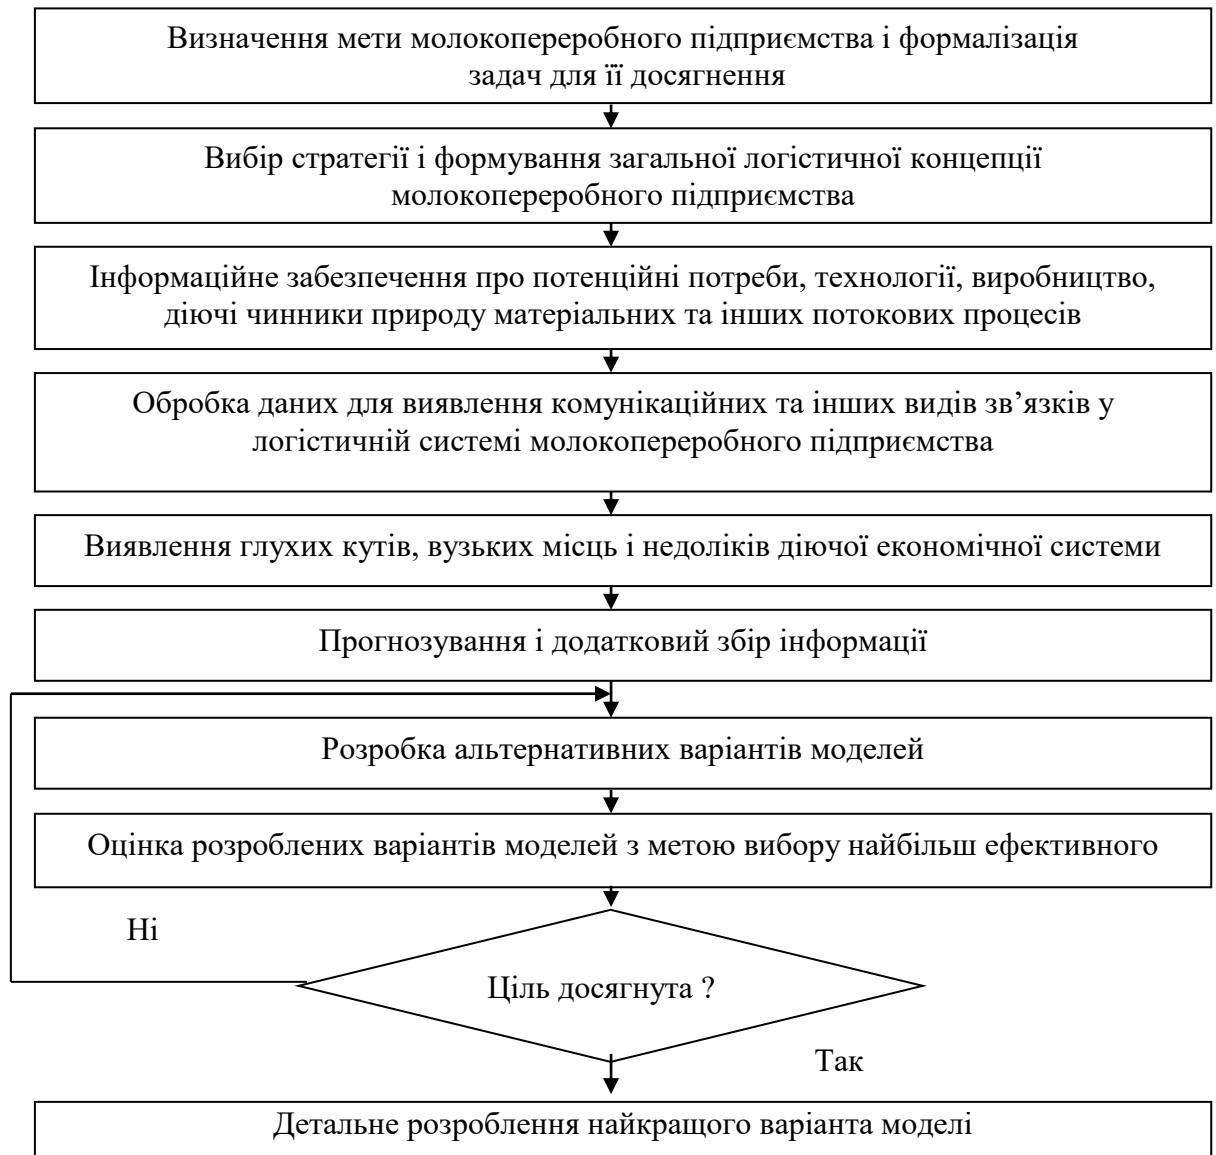 Визначення мети молокопереробного підприємства і формалізація
задач для її досягнення
Вибір стратегії і формування загальної логістичної концепції
молокопереробного підприємства
Інформаційне забезпечення про потенційні потреби, технології, виробництво,
діючі чинники природу матеріальних та інших потокових процесів
Обробка даних для виявлення комунікаційних та інших видів зв’язків у
логістичній системі молокопереробного підприємства
Виявлення глухих кутів, вузьких місць і недоліків діючої економічної системи
Прогнозування і додатковий збір інформації
Розробка альтернативних варіантів моделей
Оцінка розроблених варіантів моделей з метою вибору найбільш ефективного
Ні
Ціль досягнута ?
Так
Детальне розроблення найкращого варіанта моделі